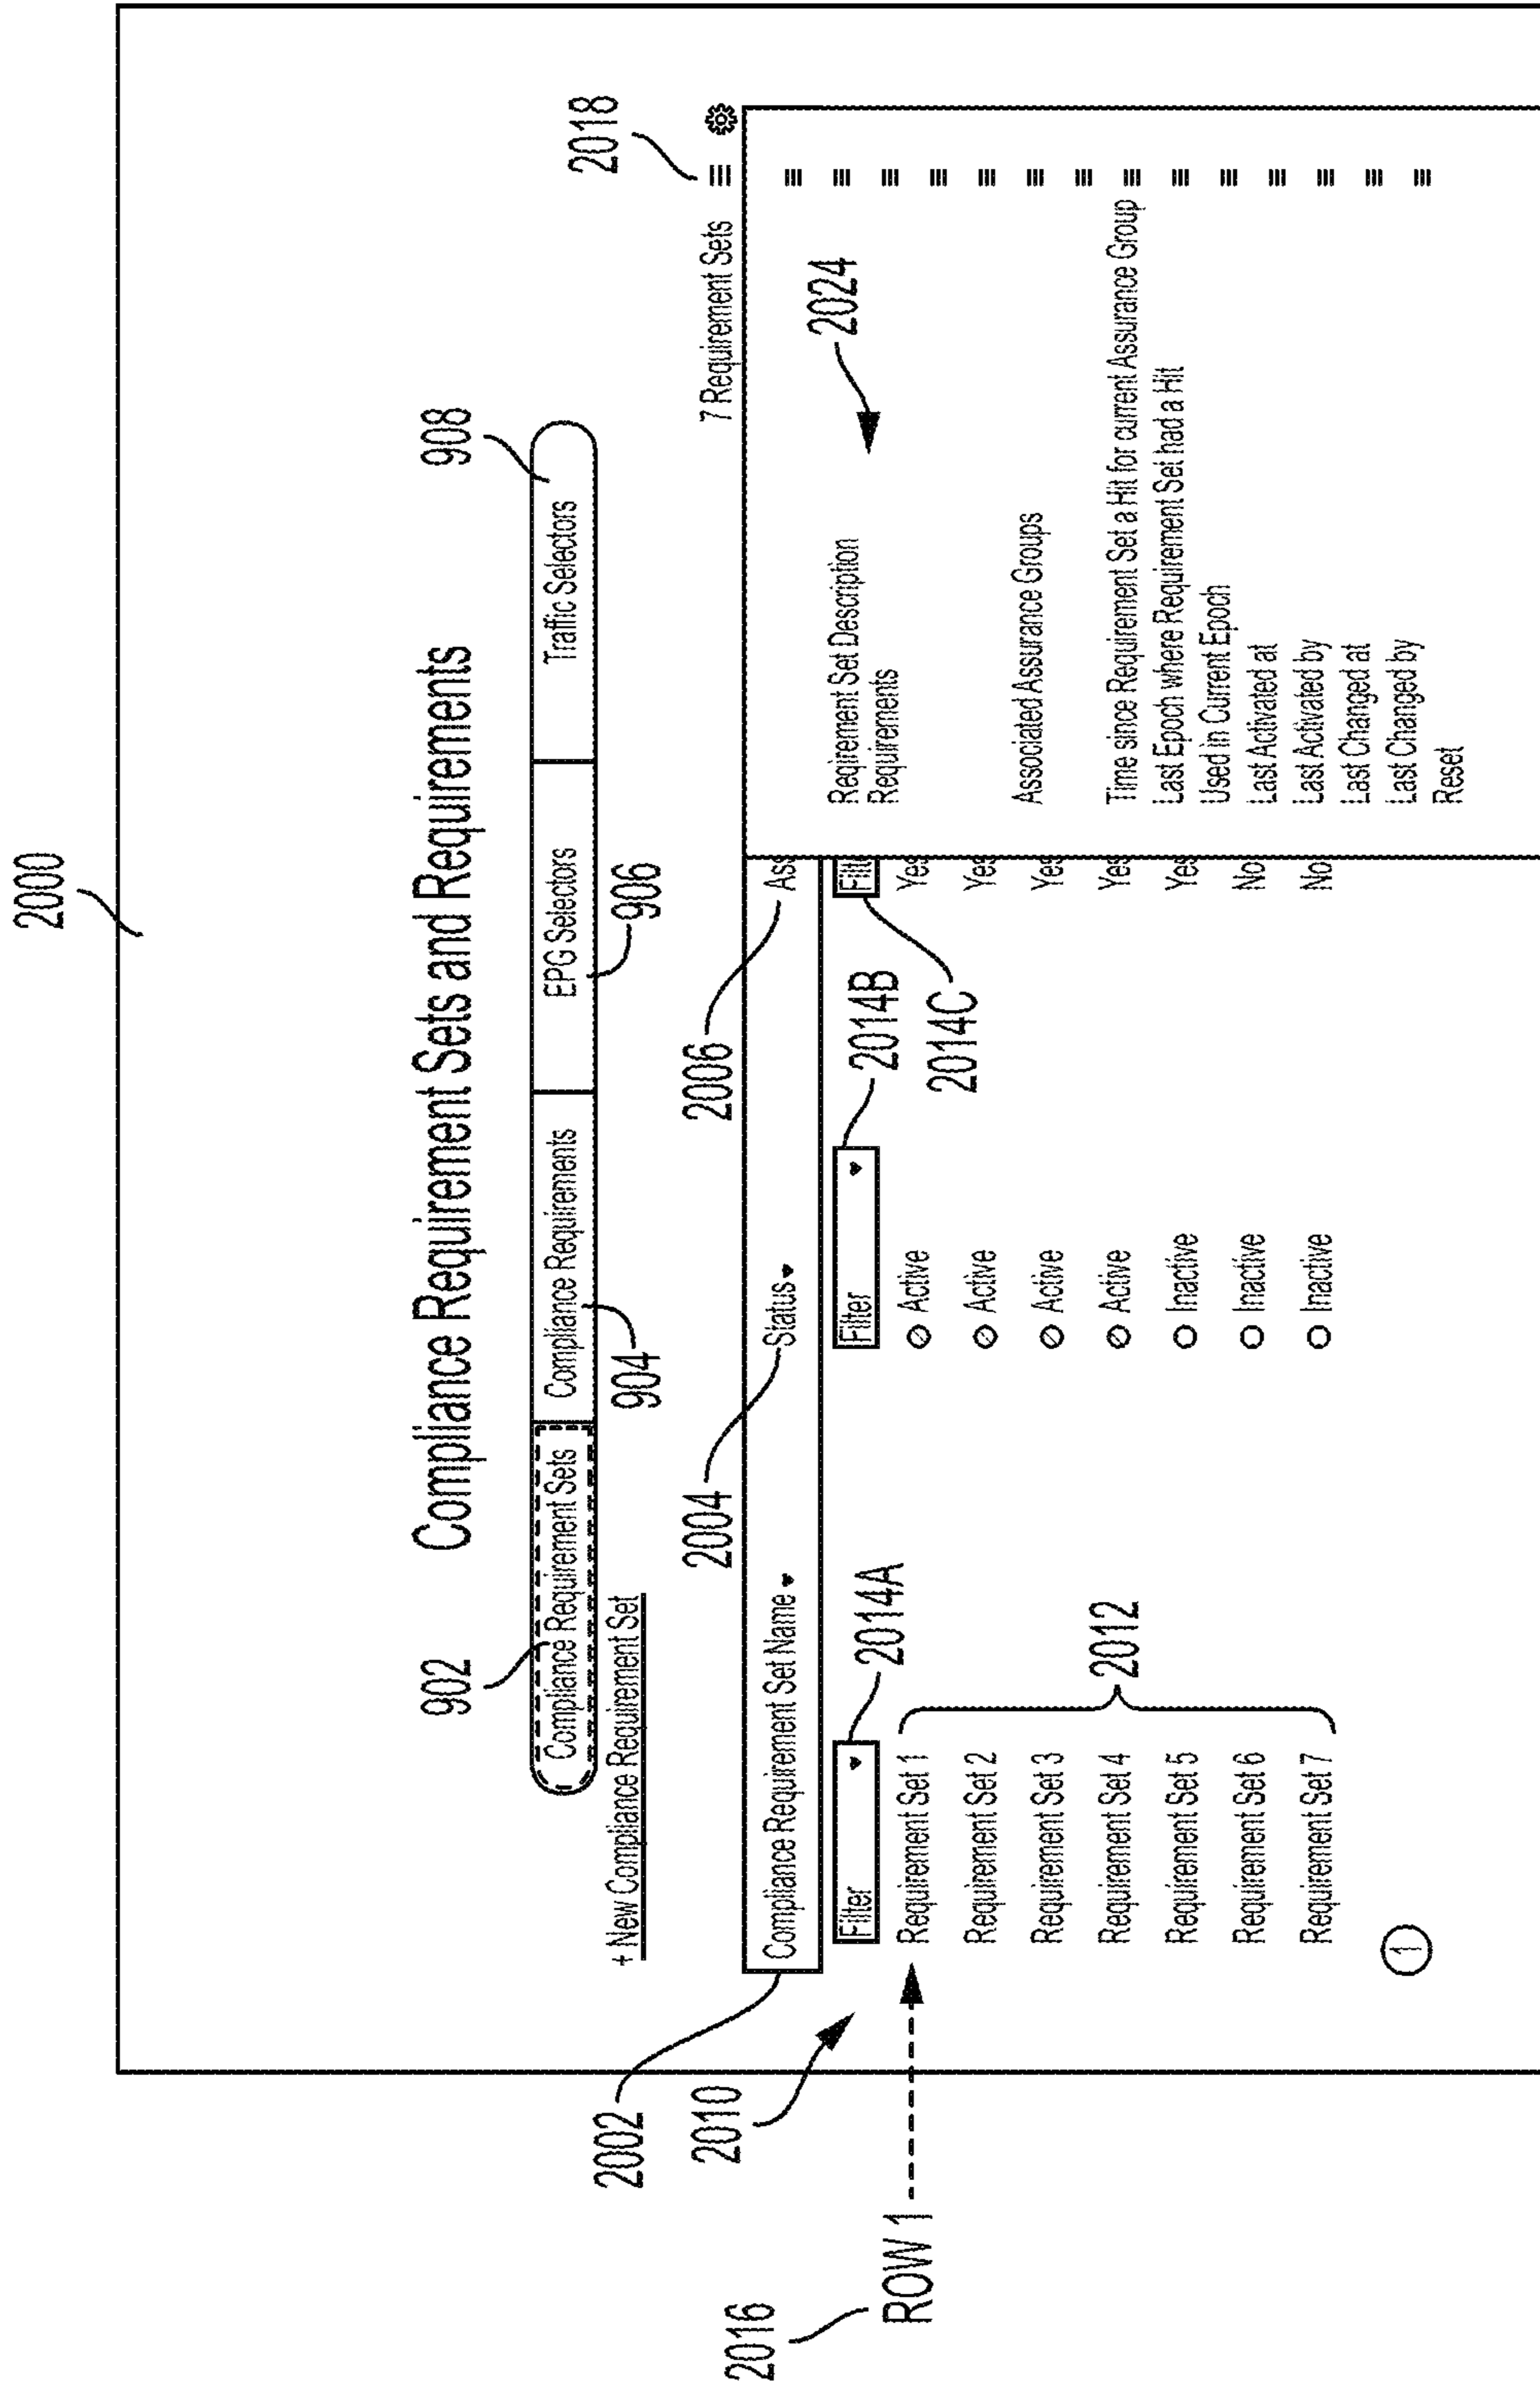 2000
Compliance Requirement Sets and Requirements
902
908
Compliance Requirement Sets
Compliance Requirements
EPG Selectors
Traffic Selectors
+ New Compliance Requirement Set
904
906
2018
7 Requirement Sets
2002
2004
2006
Compliance Requirement Set Name
Status
Ass
2010
2014A
2014B
2014C
2024
Filter
Filter
Filte
2016
ROW 1
Requirement Set 1
Active
Yes
Requirement Set 2
Active
Yes
Requirement Set 3
Active
Yes
Requirement Set 4
Active
Yes
Requirement Set 5
Inactive
Yes
Requirement Set 6
Inactive
No
Requirement Set 7
Inactive
No
2012
1
Reqirement Set Description
Requirements
Associated Assurance Groups
Time since Requirement Set a Hit for current Assurance Group
Last Epoch where Requirement Set had a Hit
Used in Current Epoch
Last Activated at
Last Activated by
Last Changed at
Last Changed by
Reset